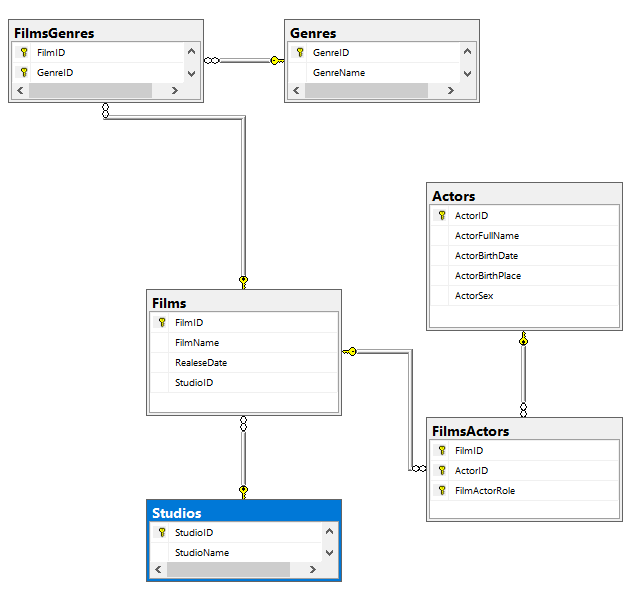 FilmsGenres
FilmID
GenreID
Genres
GenreID
GenreName
Actors
ActorID
ActorFullName
ActorBirthDate
ActorBirthPlace
ActorSex
Films
FilmID
FilmName
RealeseDate
StudioID
FilmsActors
FilmID
ActorID
FilmActorRole
Studios
StudioID
StudioName